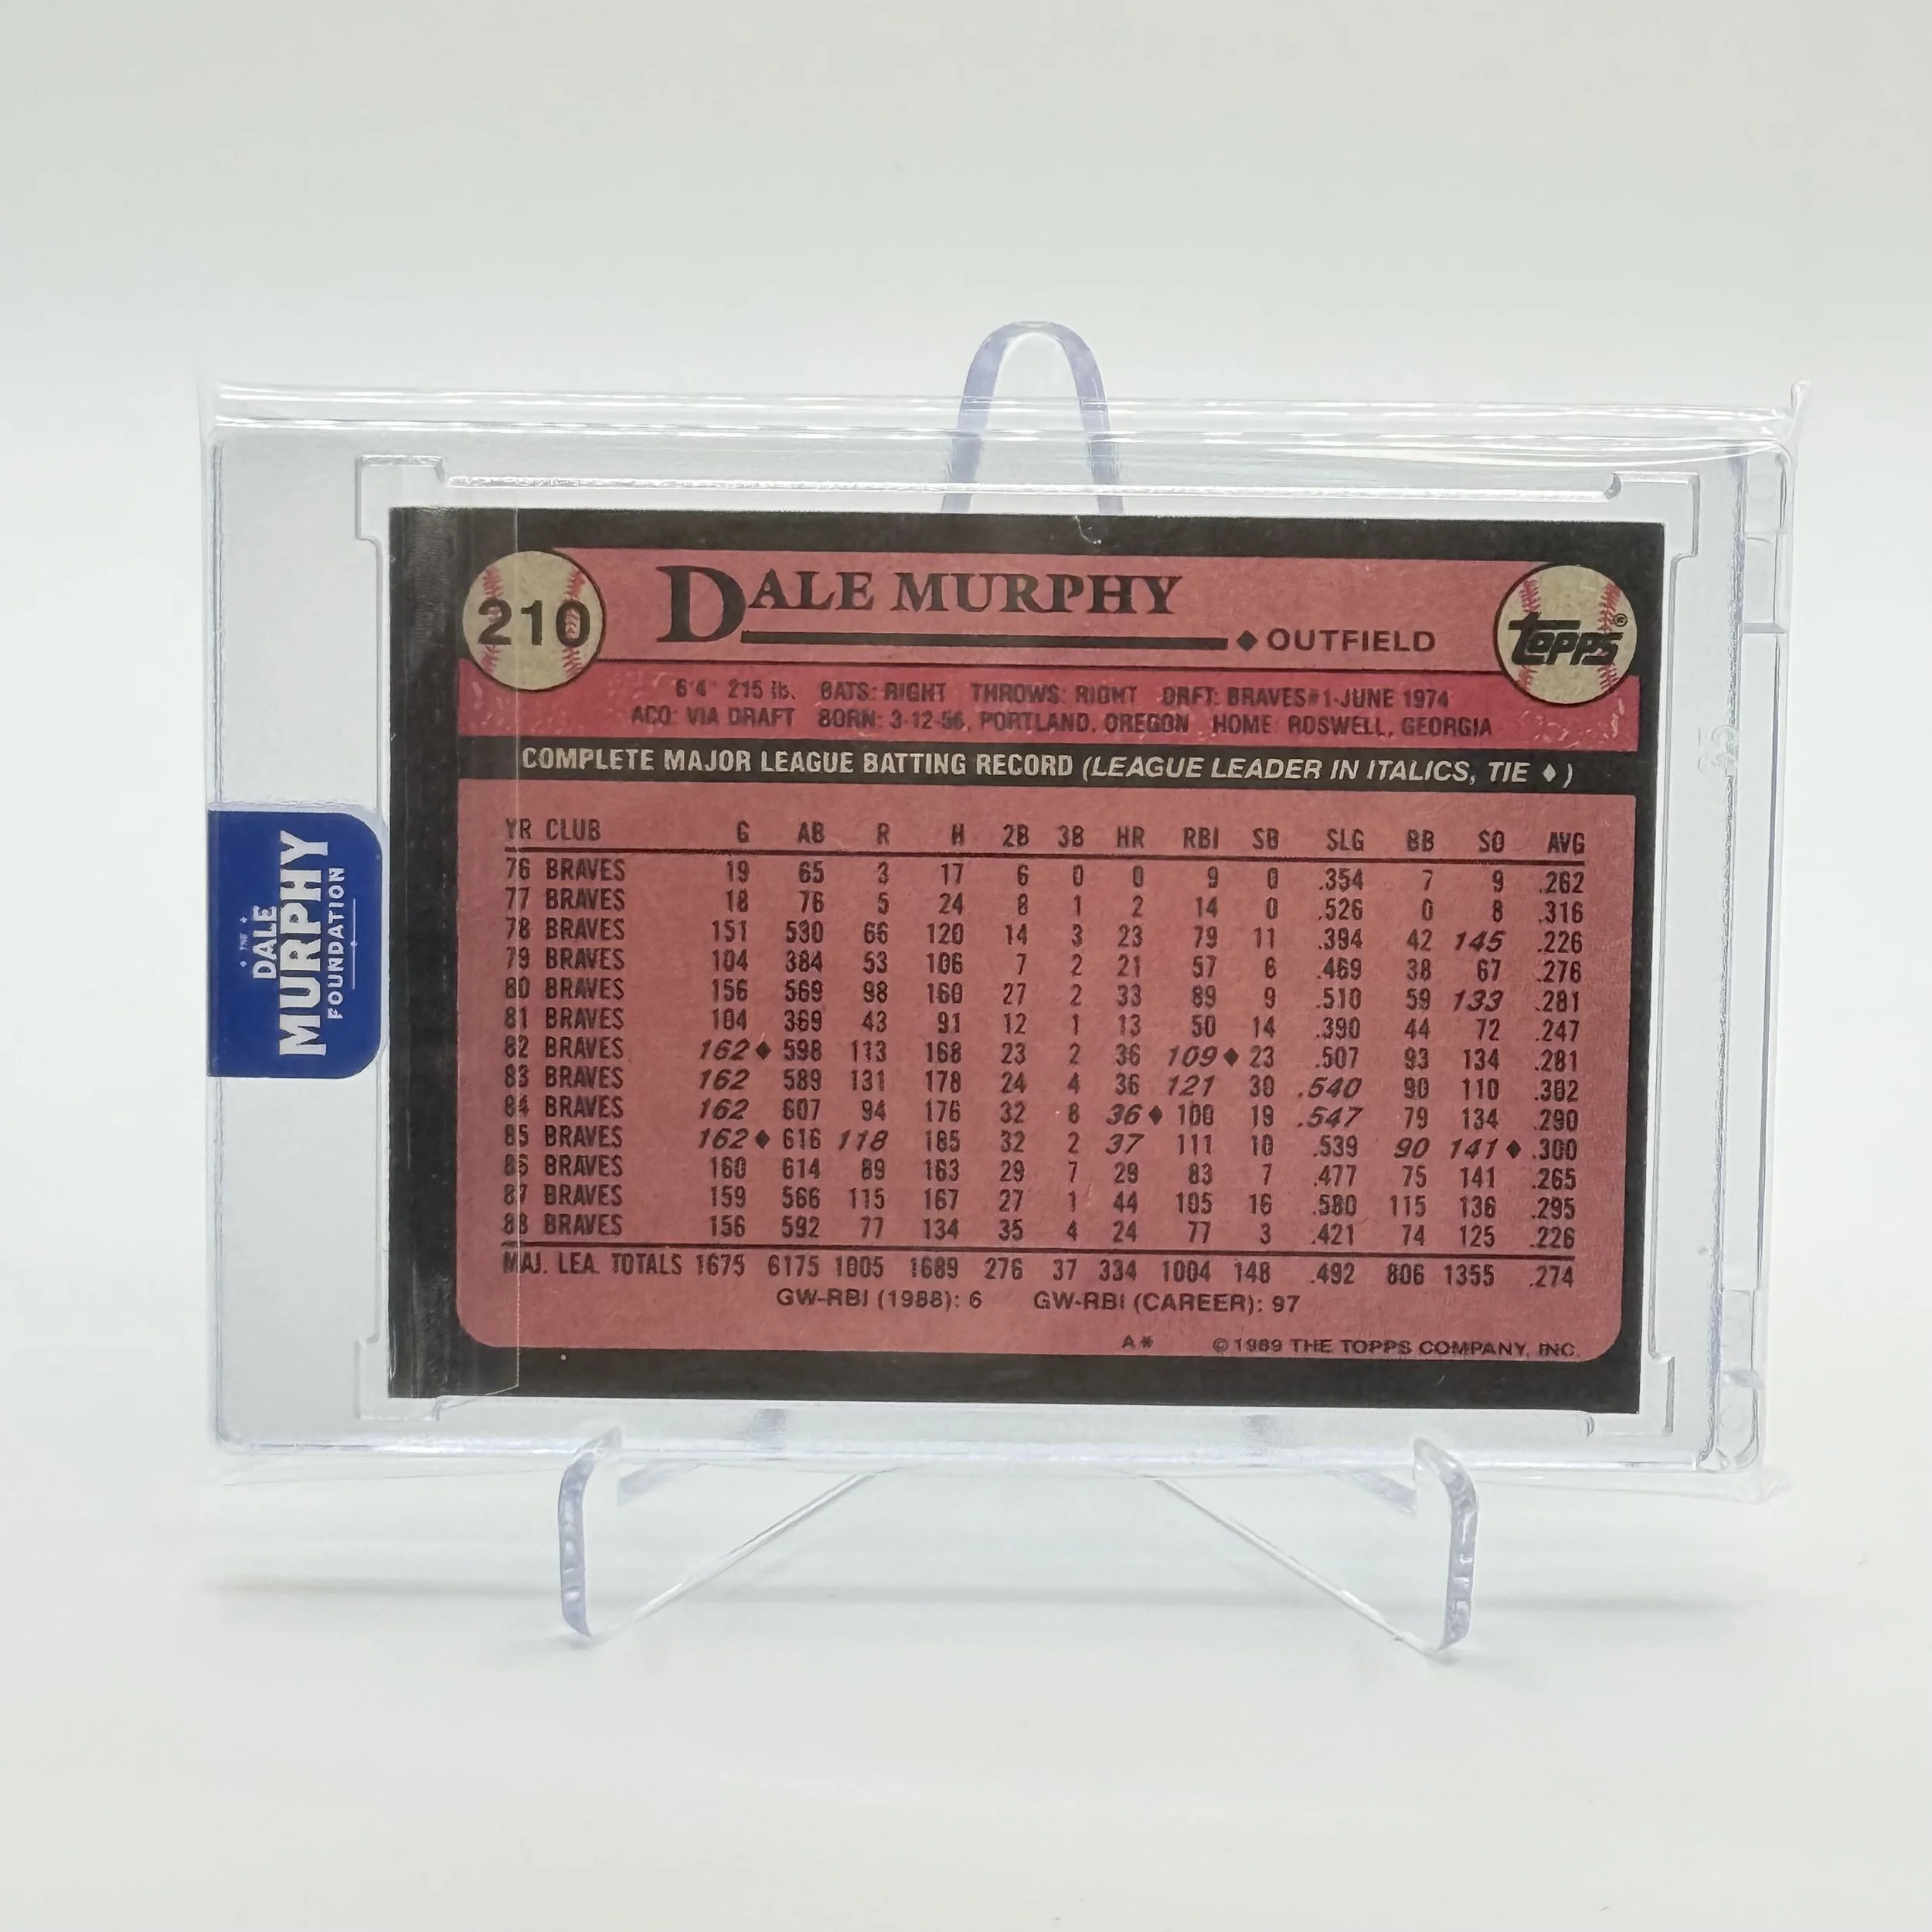 210
DALE MURPHY
◆ OUTFIELD
topps®
6'4" 215 lb. BATS: RIGHT THROWS: RIGHT DRFT: BRAVES #1-JUNE 1974
ACQ: VIA DRAFT BORN: 3-12-56, PORTLAND, OREGON HOME: ROSWELL, GEORGIA
COMPLETE MAJOR LEAGUE BATTING RECORD (LEAGUE LEADER IN ITALICS, TIE ◆)
YR CLUB G AB R H 2B 3B HR RBI SB SLG BB SO AVG
76 BRAVES 19 65 3 17 6 0 0 9 0 .354 7 9 .262
77 BRAVES 18 76 5 24 8 1 2 14 0 .526 0 8 .316
78 BRAVES 151 530 66 120 14 3 23 79 11 .394 42 145 .226
79 BRAVES 104 384 53 106 7 2 21 57 6 .469 38 67 .276
80 BRAVES 156 569 98 160 27 2 33 89 9 .510 59 133 .281
81 BRAVES 104 369 43 91 12 1 13 50 14 .390 44 72 .247
82 BRAVES 162◆ 598 113 168 23 2 36 109◆ 23 .507 93 134 .281
83 BRAVES 162 589 131 178 24 4 36 121 30 .540 90 110 .302
84 BRAVES 162 607 94 176 32 8 36◆ 100 19 .547 79 134 .290
85 BRAVES 162◆ 616 118 185 32 2 37 111 10 .539 90 141◆ .300
86 BRAVES 160 614 89 163 29 7 29 83 7 .477 75 141 .265
87 BRAVES 159 566 115 167 27 1 44 105 16 .580 115 136 .295
88 BRAVES 156 592 77 134 35 4 24 77 3 .421 74 125 .226
MAJ. LEA. TOTALS 1675 6175 1005 1689 276 37 334 1004 148 .492 806 1355 .274
GW-RBI (1988): 6 GW-RBI (CAREER): 97
A* © 1989 THE TOPPS COMPANY, INC.
THE
DALE
MURPHY
FOUNDATION